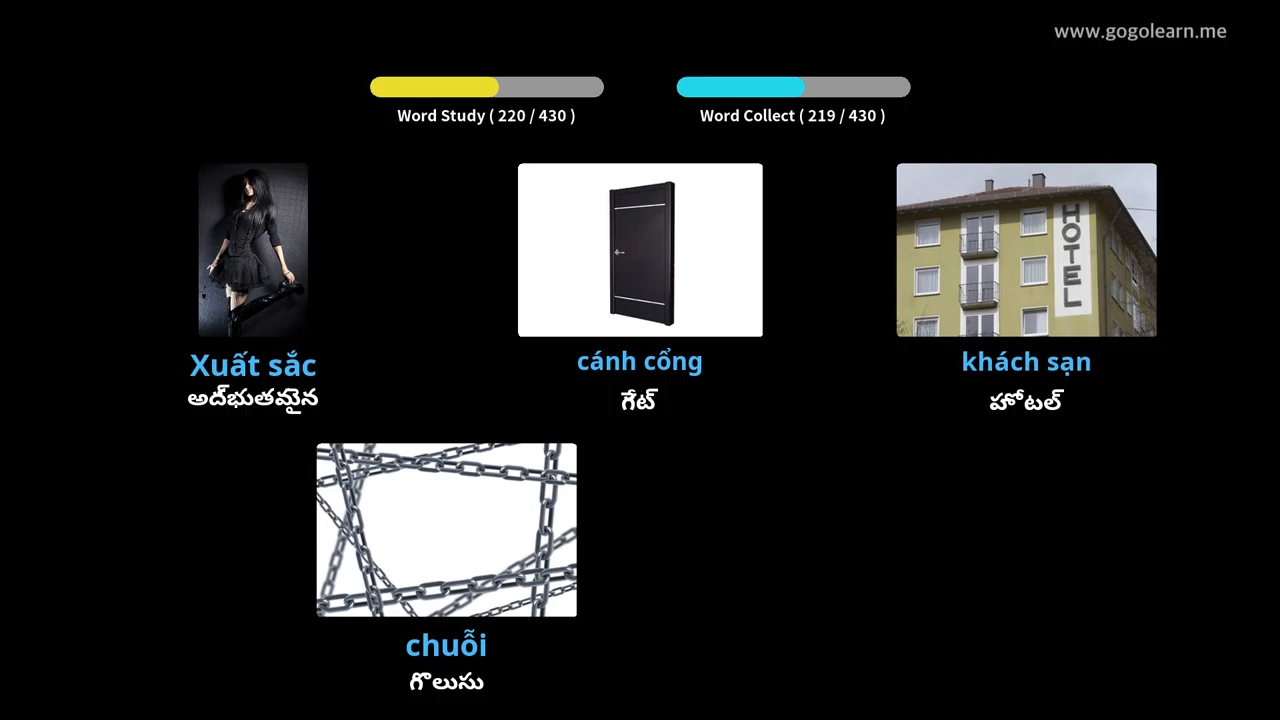 www.gogolearn.me
Word Study ( 220 / 430 )
Word Collect ( 219 / 430 )
HOTEL
Xuất sắc
అద్‌భుతమైన
cánh cổng
గేట్
khách sạn
హోటల్
chuỗi
గొలుసు